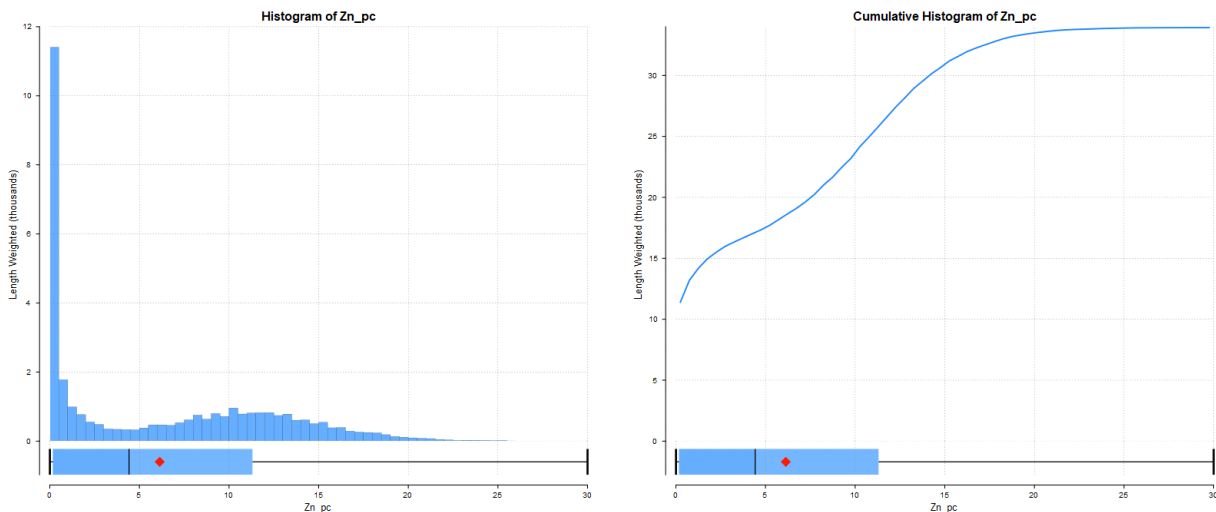 Histogram of Zn_pc
Length Weighted (thousands)
12
10
8
6
4
2
0
0 5 10 15 20 25 30
Zn_pc
Cumulative Histogram of Zn_pc
Length Weighted (thousands)
30
25
20
15
10
5
0
0 5 10 15 20 25 30
Zn_pc